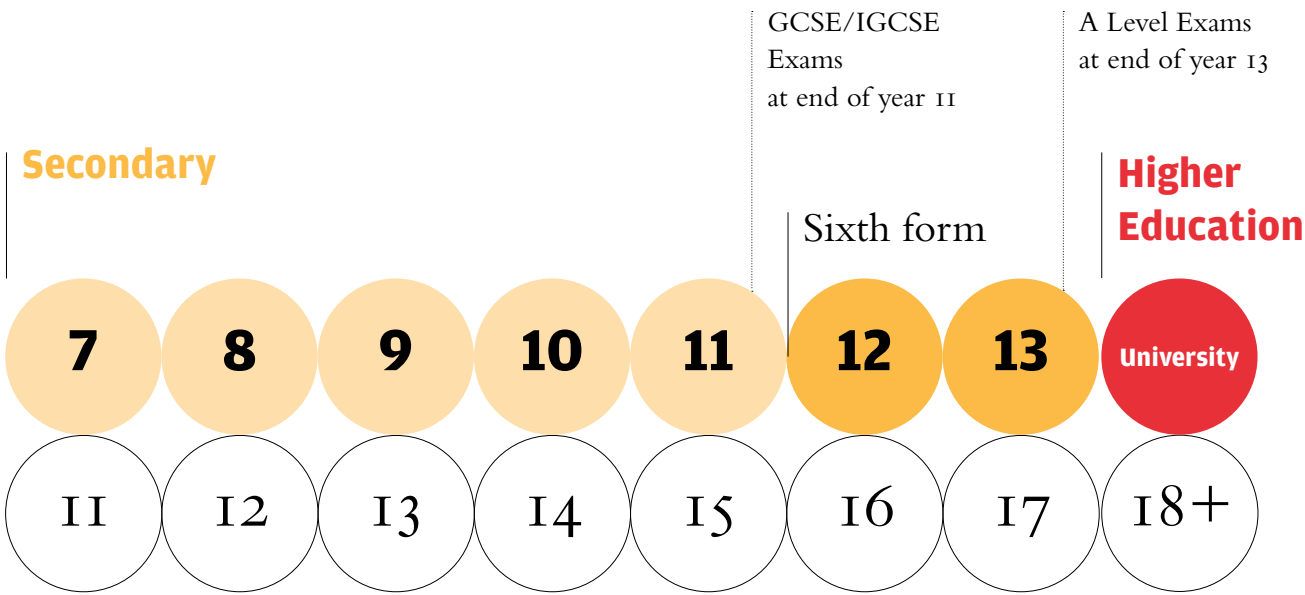 GCSE/IGCSE
Exams
at end of year 11
A Level Exams
at end of year 13
Secondary
Sixth form
Higher
Education
7 8 9 10 11 12 13 University
11 12 13 14 15 16 17 18+